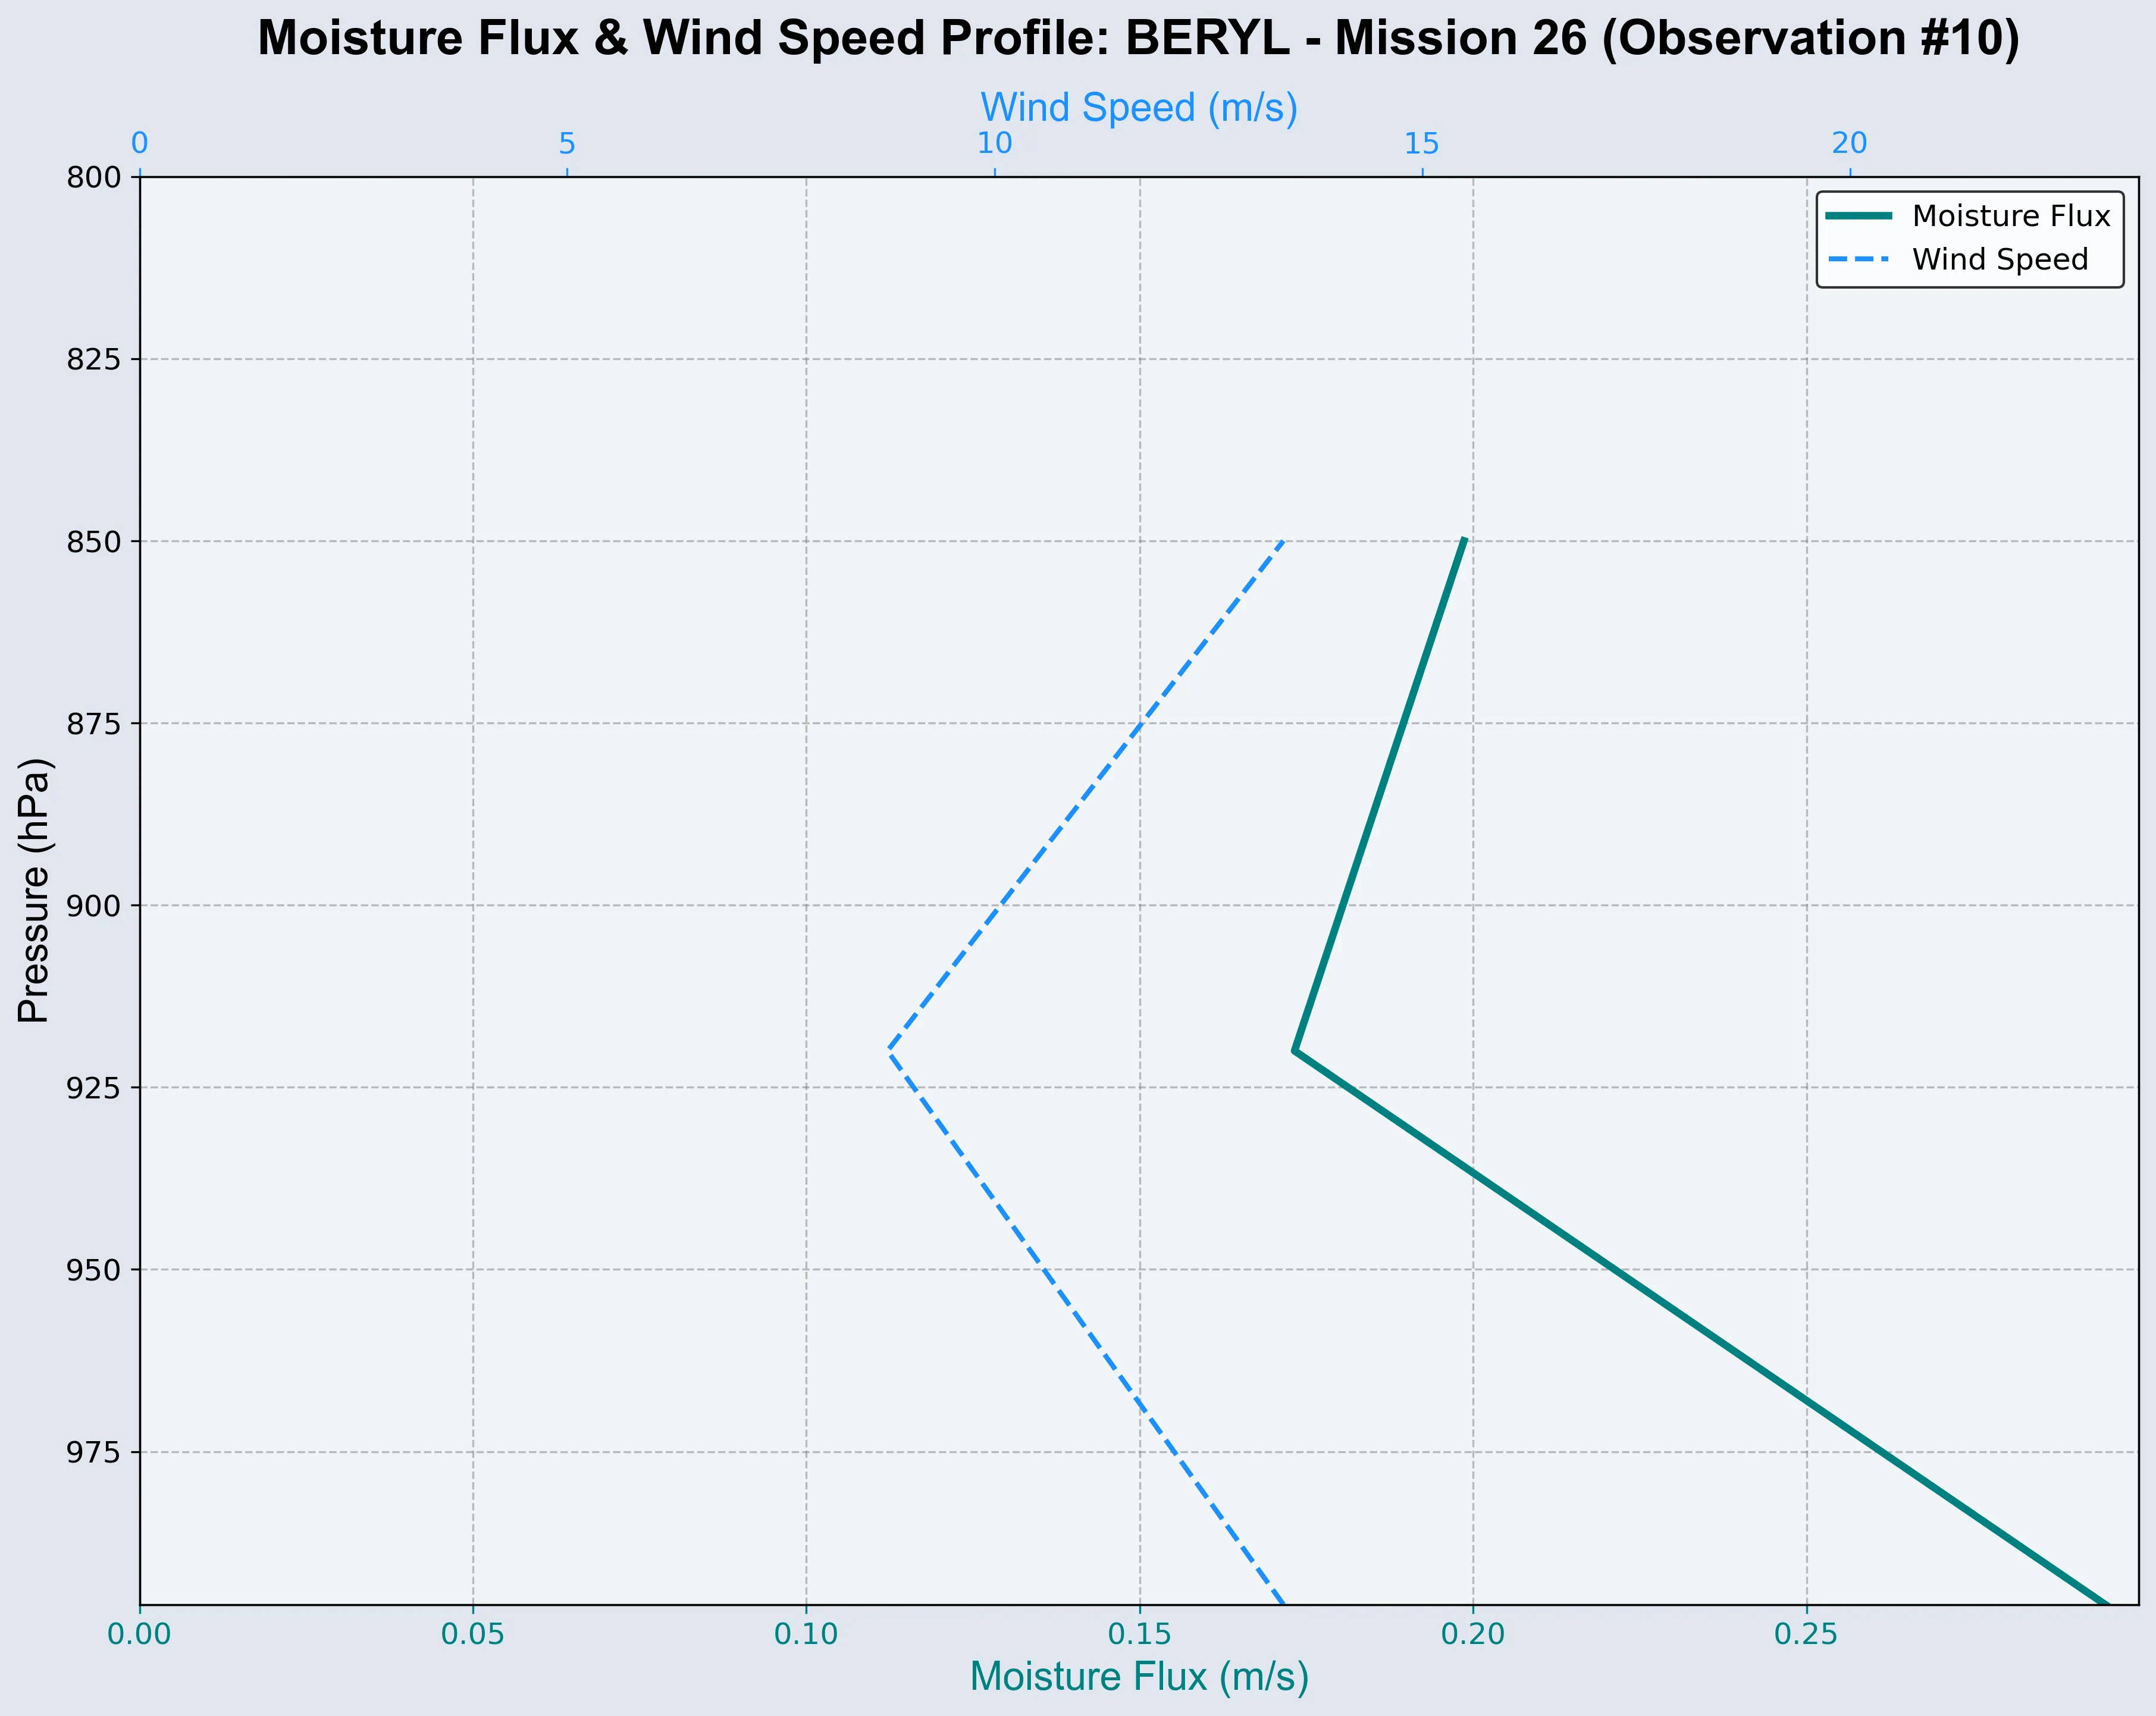 Moisture Flux & Wind Speed Profile: BERYL - Mission 26 (Observation #10)
Wind Speed (m/s)
0 5 10 15 20
Moisture Flux
Wind Speed
800
825
850
875
900
925
950
975
Pressure (hPa)
0.00 0.05 0.10 0.15 0.20 0.25
Moisture Flux (m/s)